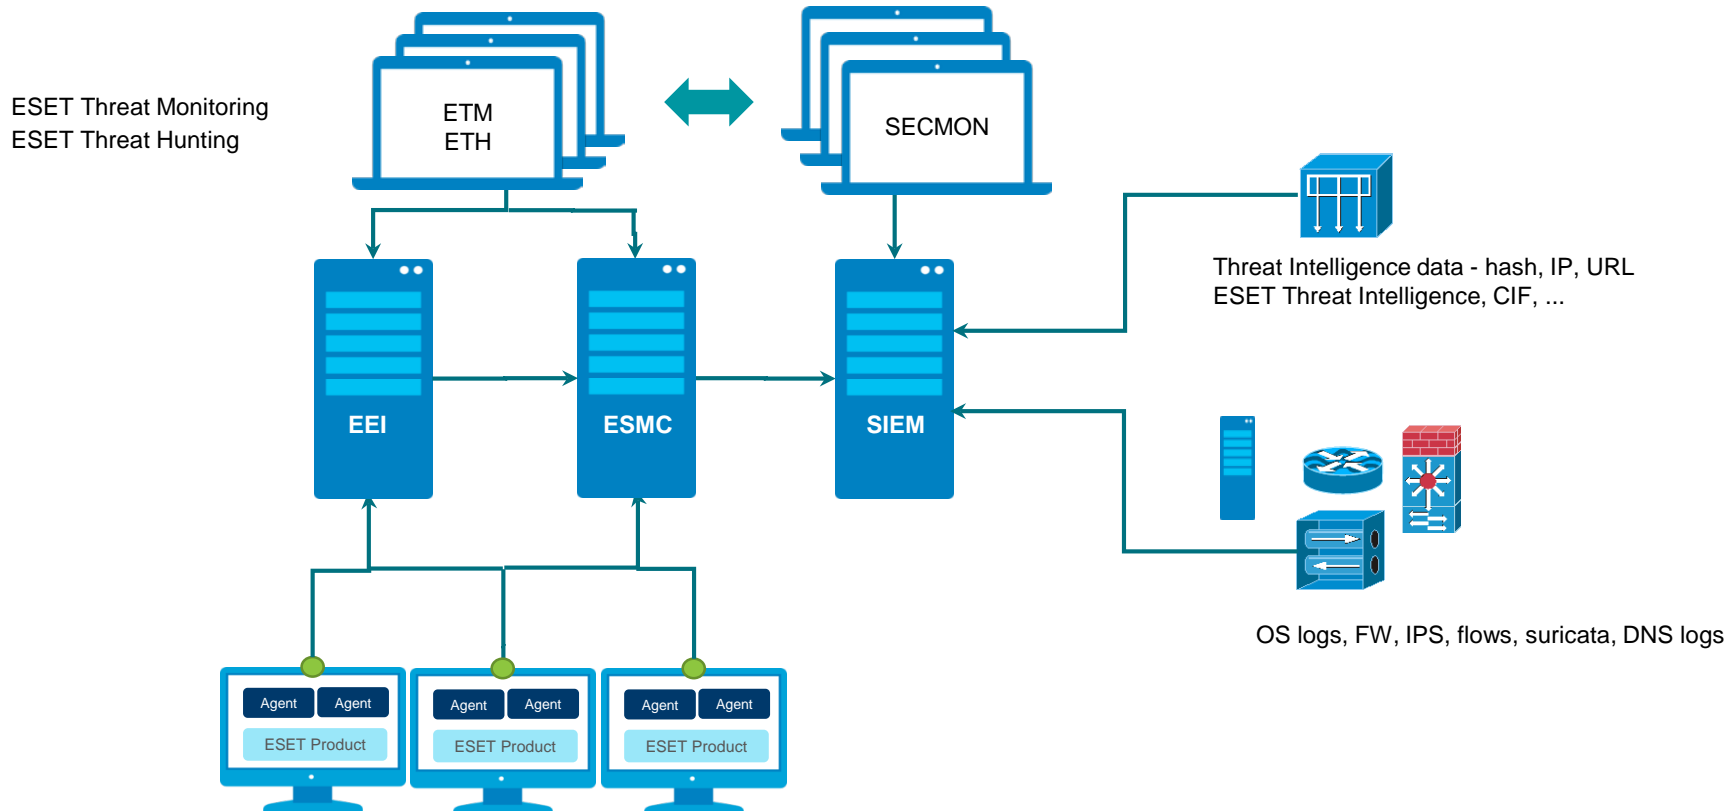 ESET Threat Monitoring
ESET Threat Hunting
ETM
ETH
SECMON
Threat Intelligence data - hash, IP, URL
ESET Threat Intelligence, CIF, ...
EEI
ESMC
SIEM
OS logs, FW, IPS, flows, suricata, DNS logs
Agent Agent
ESET Product
Agent Agent
ESET Product
Agent Agent
ESET Product